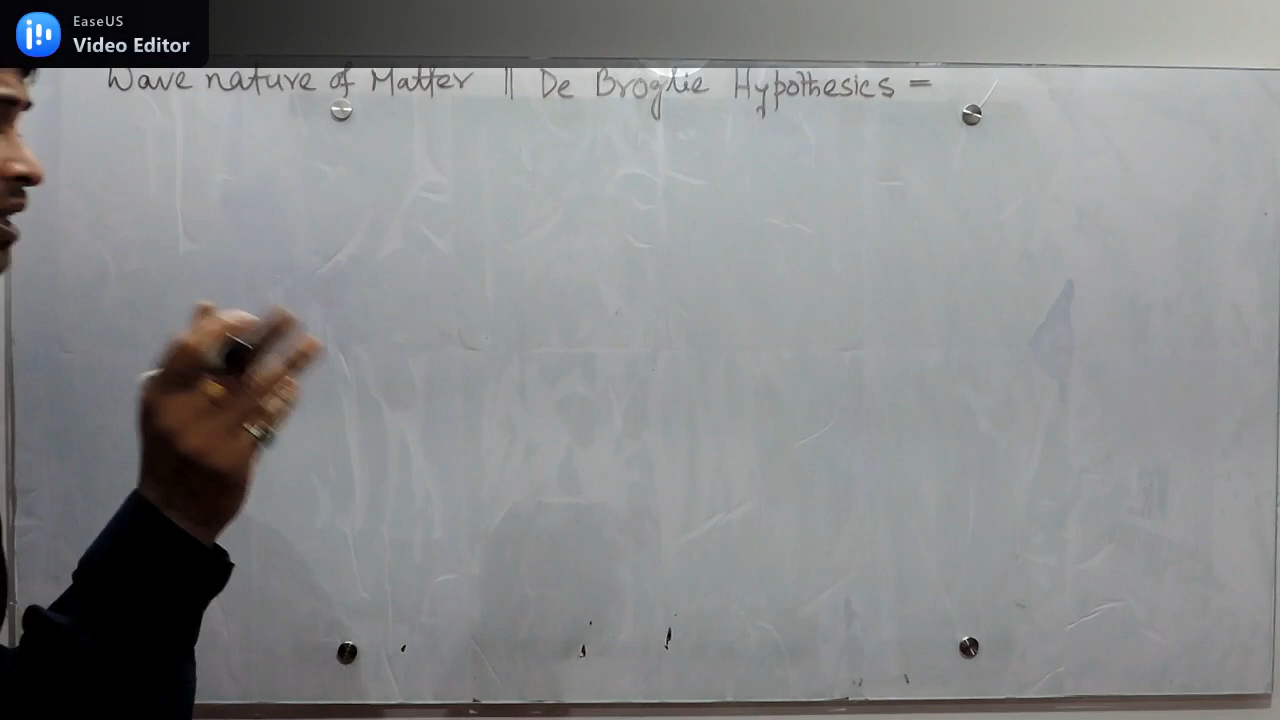 EaseUS
Video Editor
Wave nature of Matter || De Broglie Hypothesics =